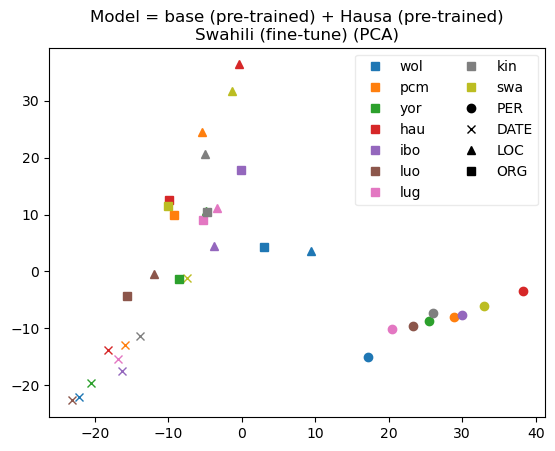 Model = base (pre-trained) + Hausa (pre-trained)
Swahili (fine-tune) (PCA)
wol
pcm
yor
hau
ibo
luo
lug
kin
swa
PER
DATE
LOC
ORG
30
20
10
0
−10
−20
−20
−10
0
10
20
30
40